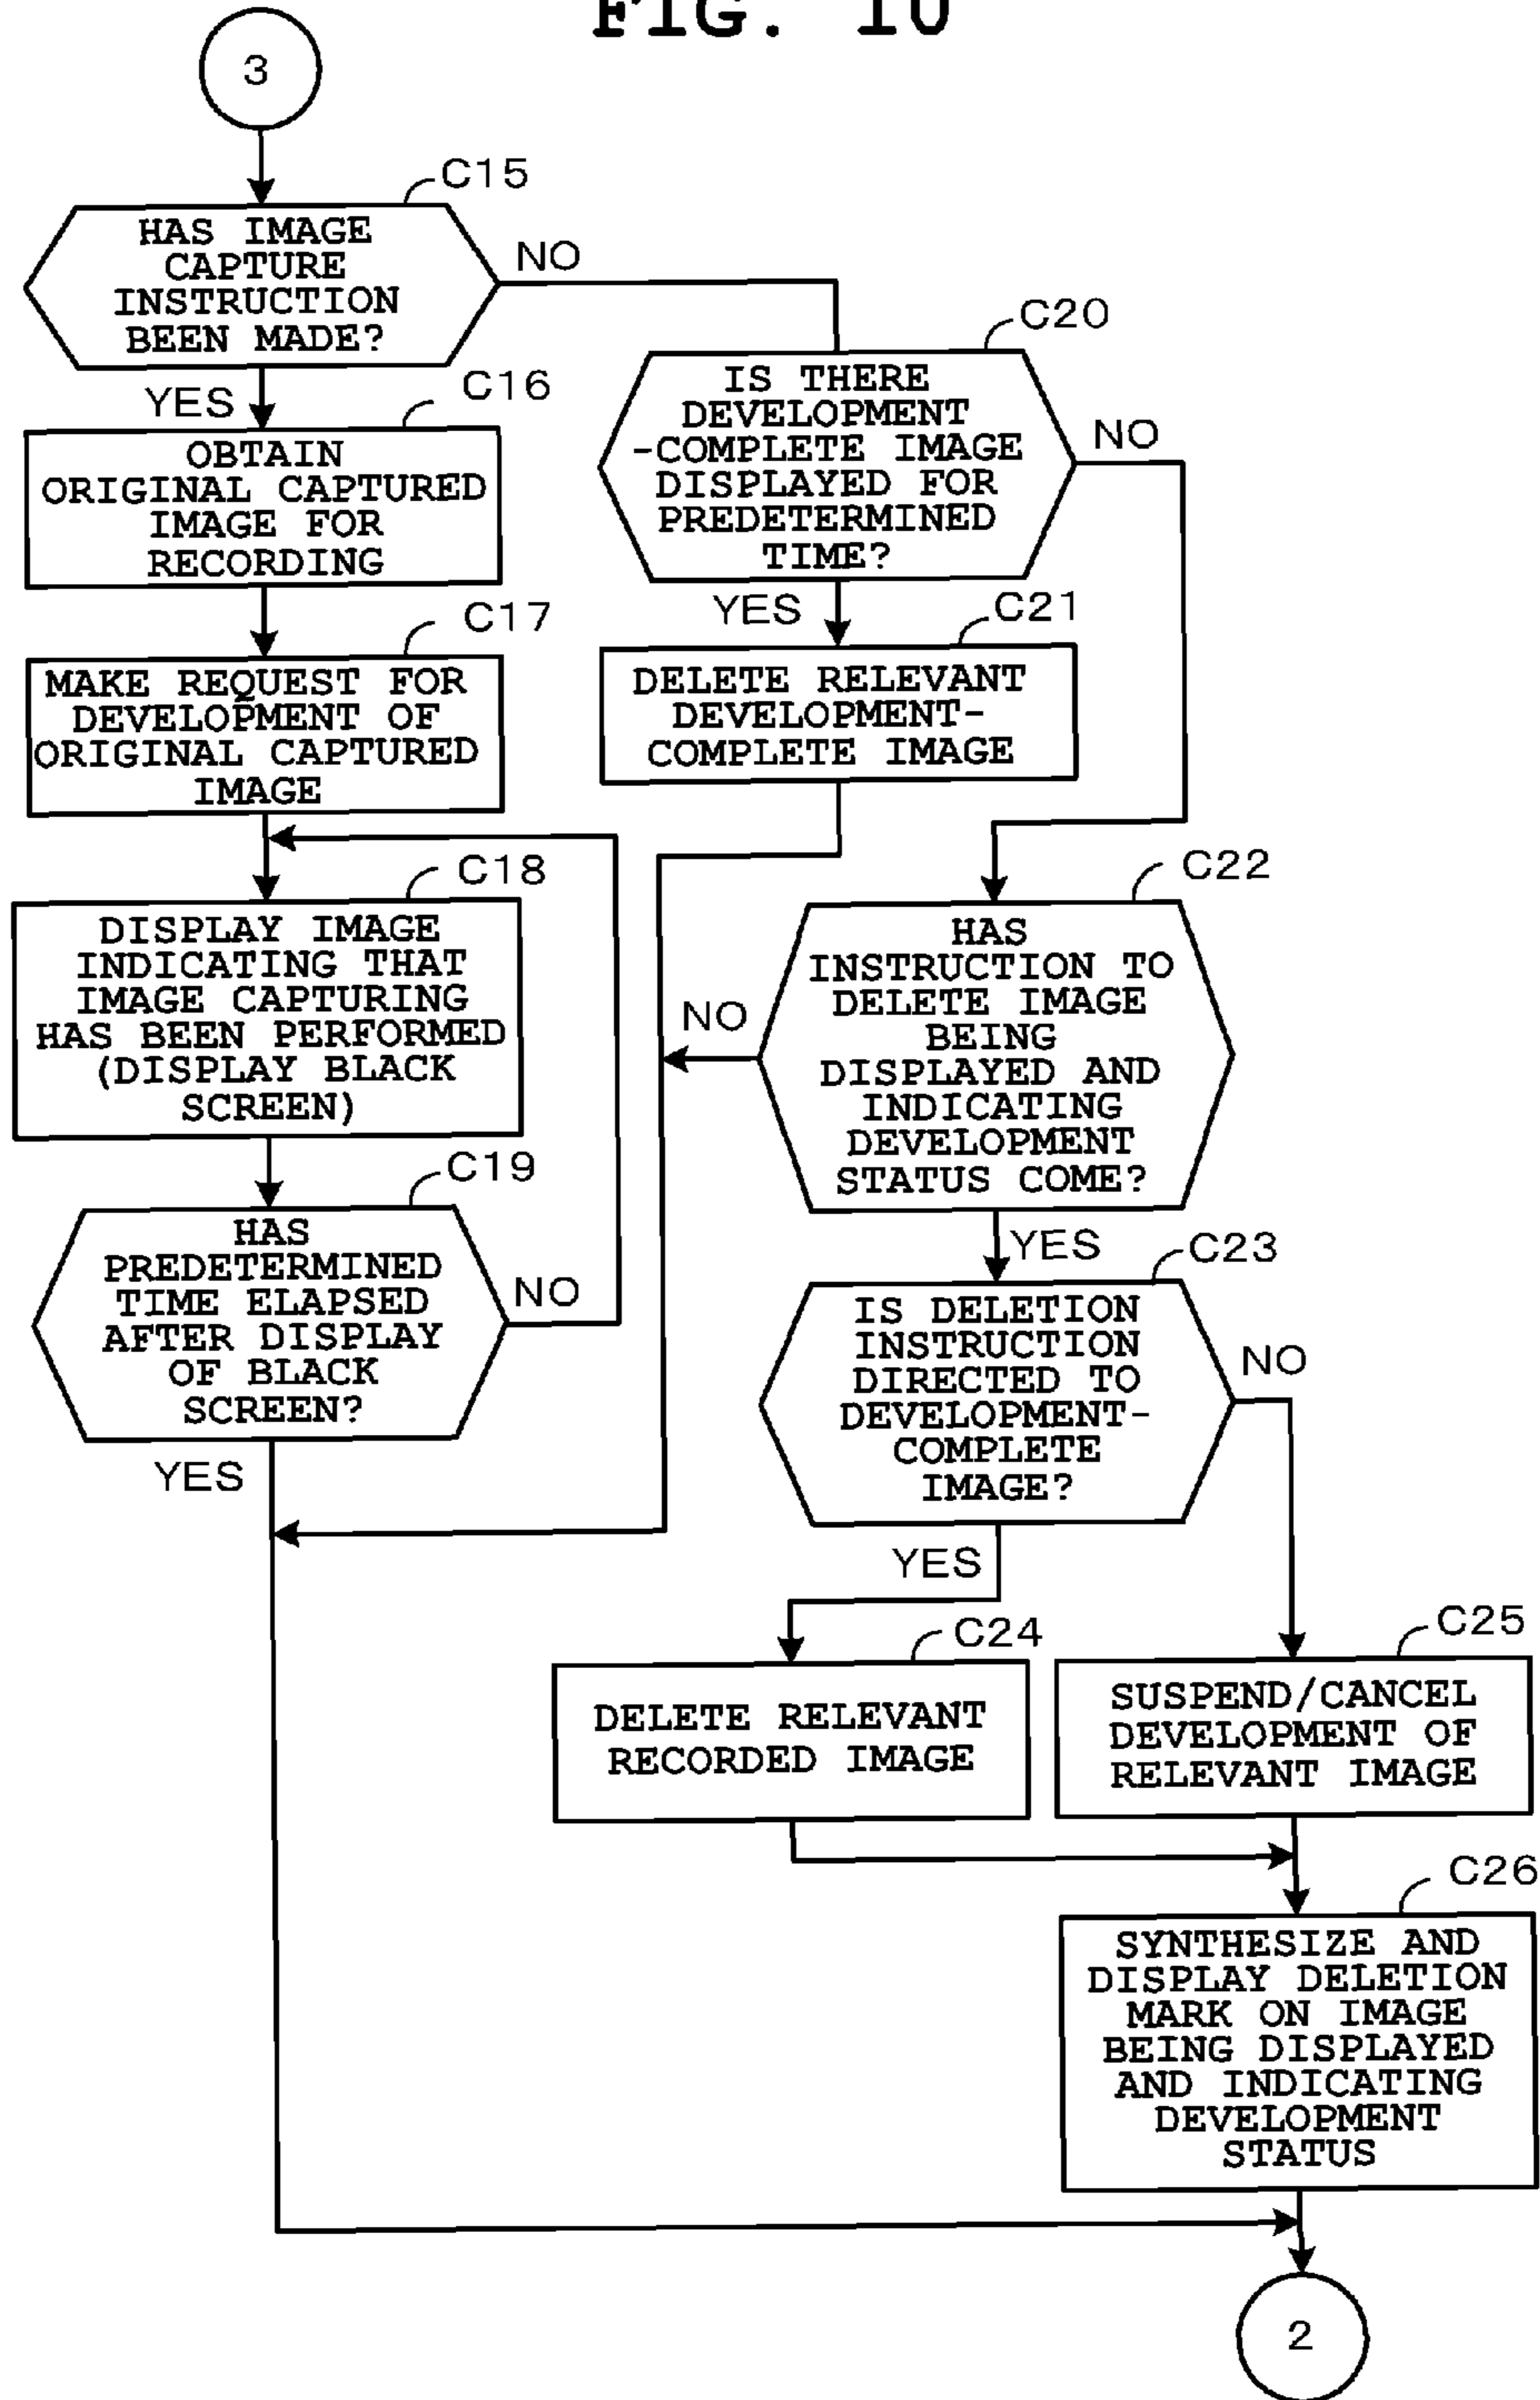 FIG. 10
3
C15
HAS IMAGE
CAPTURE
INSTRUCTION
BEEN MADE?
NO
YES
C16
OBTAIN
ORIGINAL CAPTURED
IMAGE FOR
RECORDING
C17
MAKE REQUEST FOR
DEVELOPMENT OF
ORIGINAL CAPTURED
IMAGE
C18
DISPLAY IMAGE
INDICATING THAT
IMAGE CAPTURING
HAS BEEN PERFORMED
(DISPLAY BLACK
SCREEN)
C19
HAS
PREDETERMINED
TIME ELAPSED
AFTER DISPLAY
OF BLACK
SCREEN?
NO
YES
C20
IS THERE
DEVELOPMENT
-COMPLETE IMAGE
DISPLAYED FOR
PREDETERMINED
TIME?
NO
YES
C21
DELETE RELEVANT
DEVELOPMENT-
COMPLETE IMAGE
C22
HAS
INSTRUCTION TO
DELETE IMAGE
BEING
DISPLAYED AND
INDICATING
DEVELOPMENT
STATUS COME?
NO
YES
C23
IS DELETION
INSTRUCTION
DIRECTED TO
DEVELOPMENT-
COMPLETE
IMAGE?
NO
YES
C24
DELETE RELEVANT
RECORDED IMAGE
C25
SUSPEND/CANCEL
DEVELOPMENT OF
RELEVANT IMAGE
C26
SYNTHESIZE AND
DISPLAY DELETION
MARK ON IMAGE
BEING DISPLAYED
AND INDICATING
DEVELOPMENT
STATUS
2